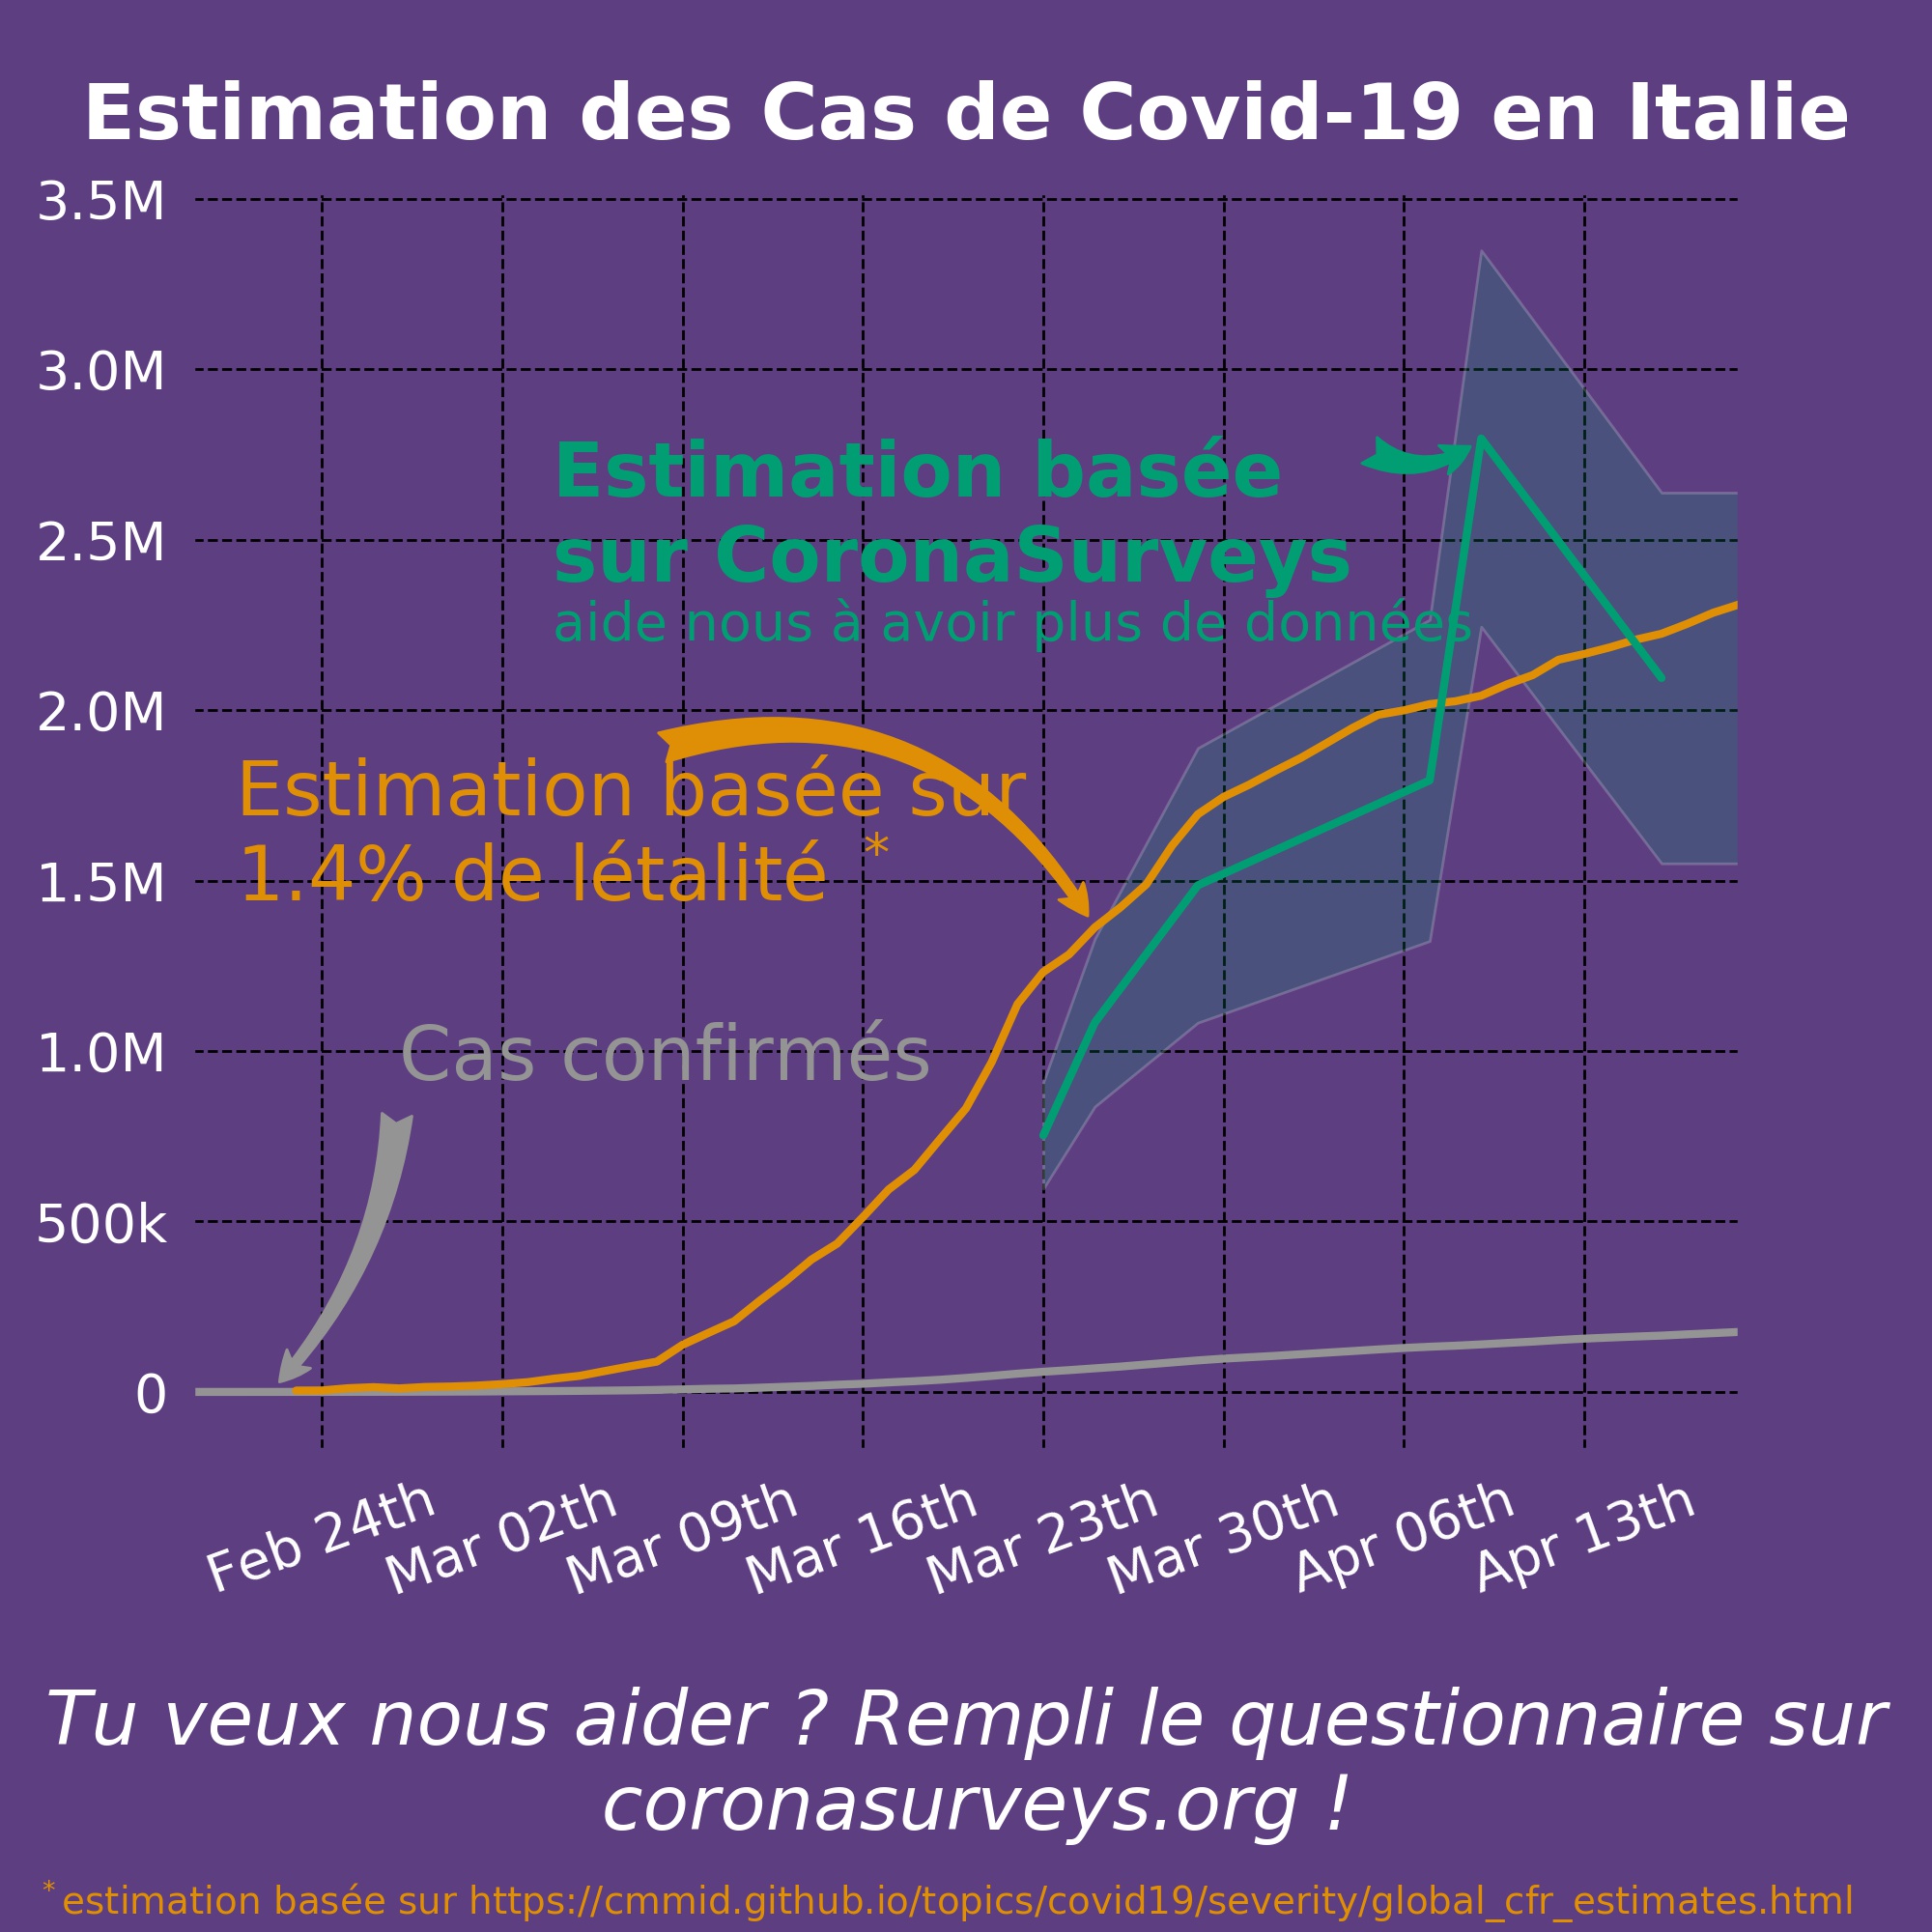 Estimation des Cas de Covid-19 en Italie
3.5M
3.0M
2.5M
2.0M
1.5M
1.0M
500k
0
Estimation basée
sur CoronaSurveys
aide nous à avoir plus de données
Estimation basée sur
1.4% de létalité *
Cas confirmés
Feb 24th
Mar 02th
Mar 09th
Mar 16th
Mar 23th
Mar 30th
Apr 06th
Apr 13th
Tu veux nous aider ? Rempli le questionnaire sur
coronasurveys.org !
* estimation basée sur https://cmmid.github.io/topics/covid19/severity/global_cfr_estimates.html